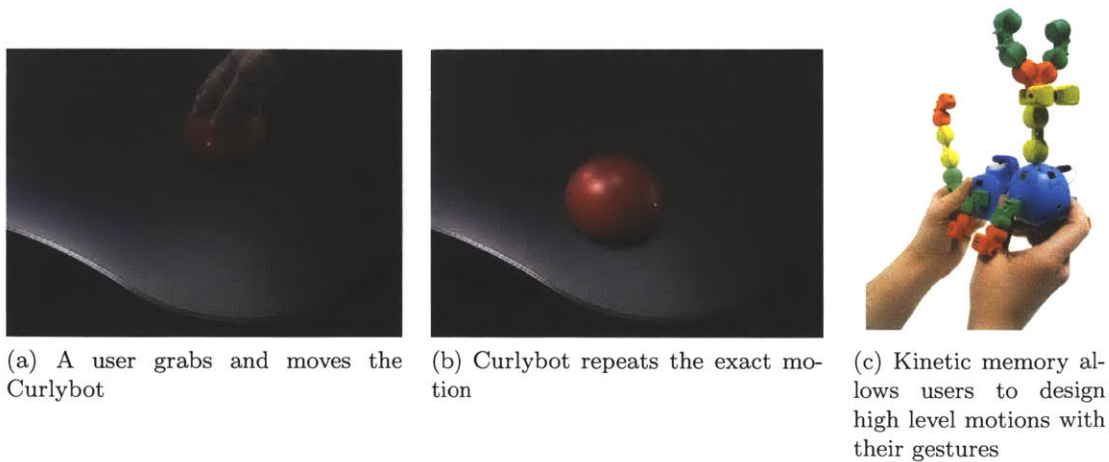 (a) A user grabs and moves the
Curlybot
(b) Curlybot repeats the exact mo-
tion
(c) Kinetic memory al-
lows users to design
high level motions with
their gestures